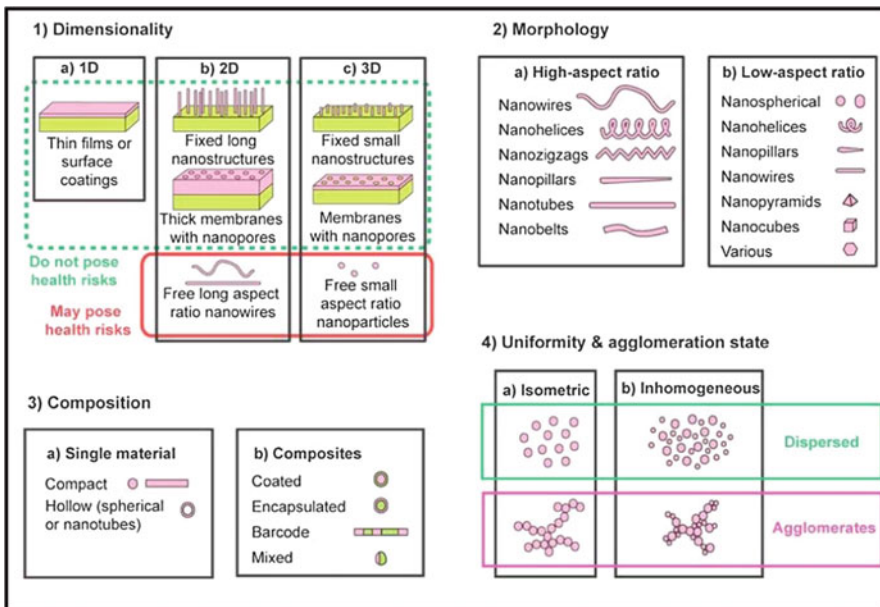 1) Dimensionality
a) 1D
Thin films or
surface
coatings
b) 2D
Fixed long
nanostructures
Thick membranes
with nanopores
Free long aspect
ratio nanowires
c) 3D
Fixed small
nanostructures
Membranes
with nanopores
Free small
aspect ratio
nanoparticles
Do not pose
health risks
May pose
health risks
2) Morphology
a) High-aspect ratio
Nanowires
Nanohelices
Nanozigzags
Nanopillars
Nanotubes
Nanobelts
b) Low-aspect ratio
Nanospherical
Nanohelices
Nanopillars
Nanowires
Nanopyramids
Nanocubes
Various
3) Composition
a) Single material
Compact
Hollow (spherical
or nanotubes)
b) Composites
Coated
Encapsulated
Barcode
Mixed
4) Uniformity & agglomeration state
a) Isometric
b) Inhomogeneous
Dispersed
Agglomerates